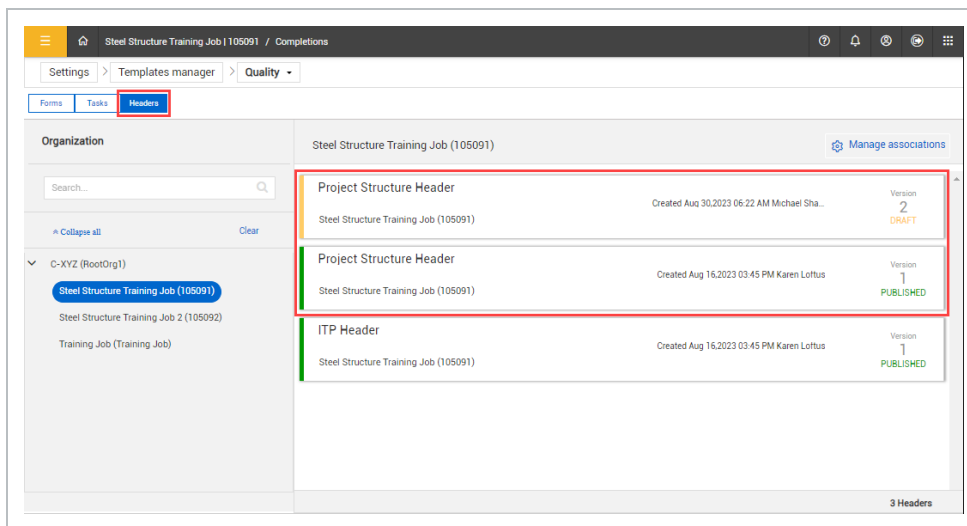 Steel Structure Training Job | 105091 / Completions
Settings > Templates manager > Quality
Forms Tasks Headers
Organization
Steel Structure Training Job (105091)
Manage associations
Search...
Collapse all Clear
C-XYZ (RootOrg1)
Steel Structure Training Job (105091)
Steel Structure Training Job 2 (105092)
Training Job (Training Job)
Project Structure Header
Steel Structure Training Job (105091)
Created Aug 30,2023 06:22 AM Michael Sha...
Version
2
DRAFT
Project Structure Header
Steel Structure Training Job (105091)
Created Aug 16,2023 03:45 PM Karen Loftus
Version
1
PUBLISHED
ITP Header
Steel Structure Training Job (105091)
Created Aug 16,2023 03:45 PM Karen Loftus
Version
1
PUBLISHED
3 Headers